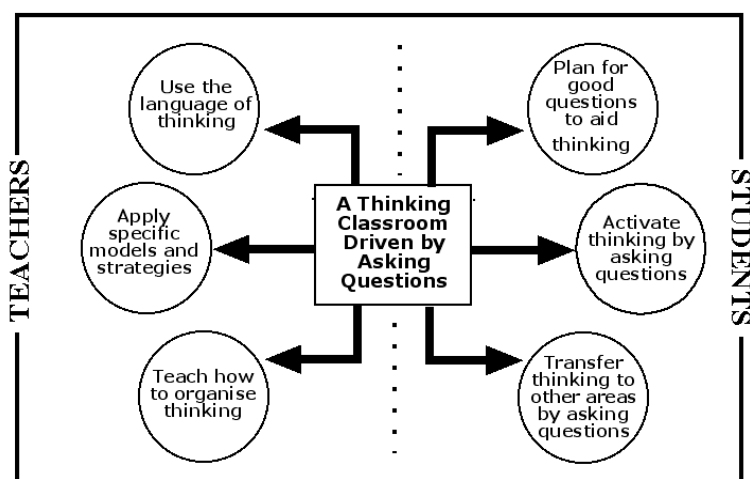 TEACHERS
Use the
language of
thinking
Apply
specific
models and
strategies
Teach how
to organise
thinking
A Thinking
Classroom
Driven by
Asking
Questions
Plan for
good
questions
to aid
thinking
Activate
thinking by
asking
questions
Transfer
thinking to
other areas
by asking
questions
STUDENTS